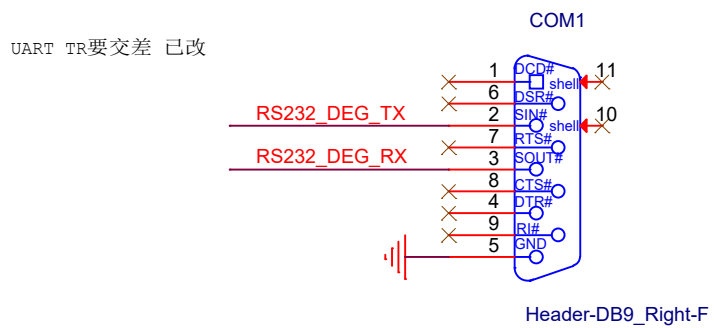 COM1
UART TR要交差 已改
1 DCD# 11
shell
6 DSR#
RS232_DEG_TX 2 SIN# shell 10
7 RTS#
RS232_DEG_RX 3 SOUT#
8 CTS#
4 DTR#
9 RI#
5 GND
Header-DB9_Right-F